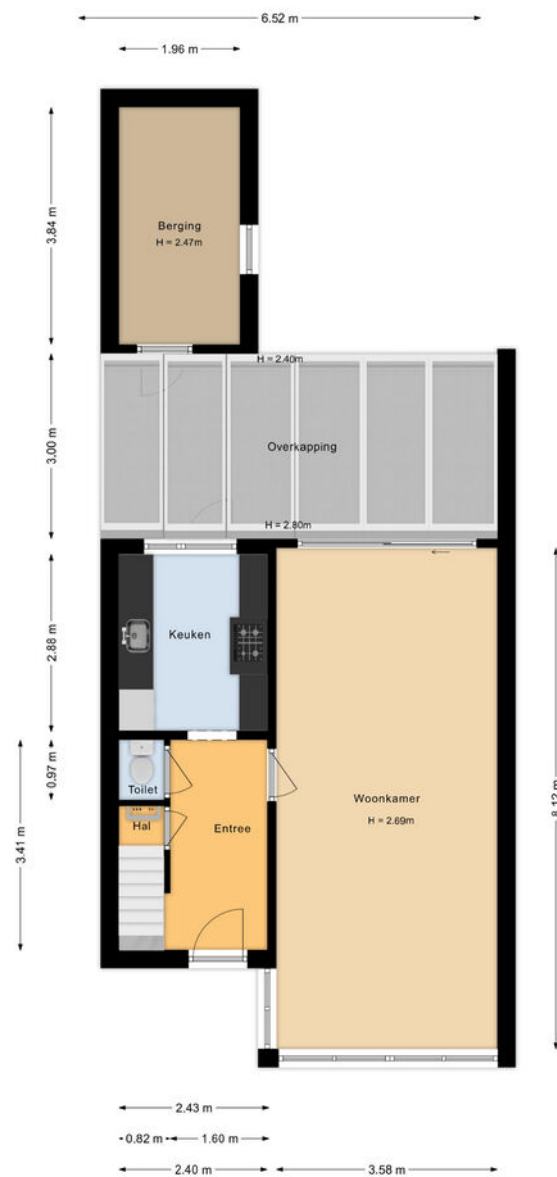 6.52 m
1.96 m
3.84 m
Berging
H = 2.47m
3.00 m
H = 2.40m
Overkapping
H = 2.80m
2.88 m
Keuken
0.97 m
Toilet
3.41 m
Hal
Entree
Woonkamer
H = 2.69m
8.12 m
2.43 m
0.82 m
1.60 m
2.40 m
3.58 m